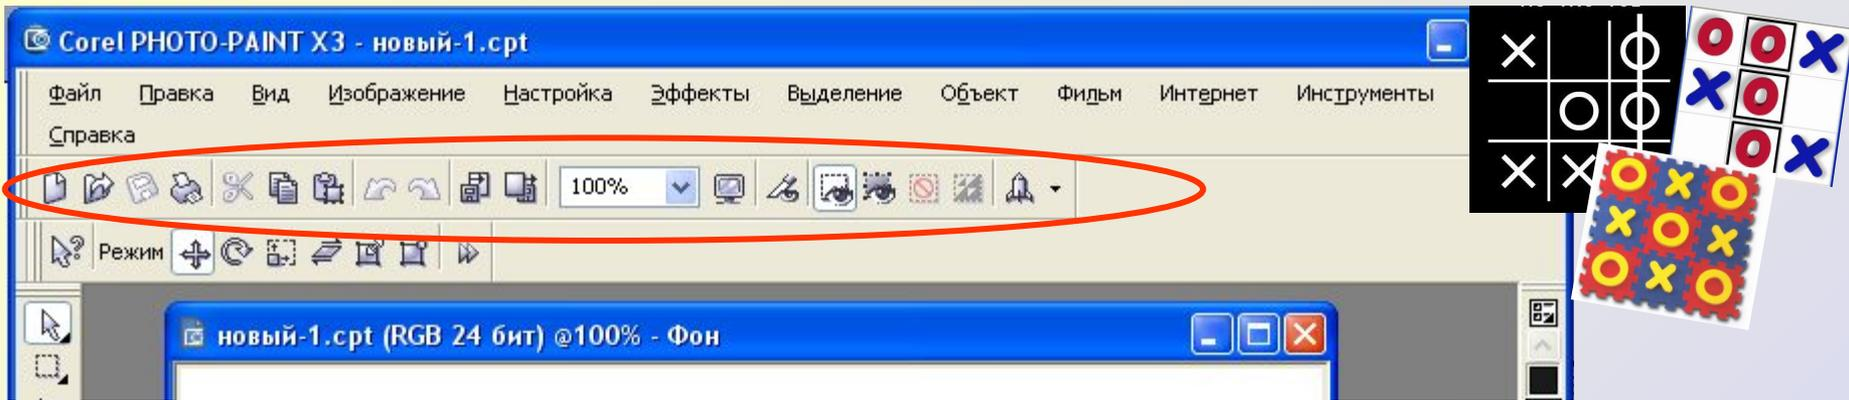 Corel PHOTO-PAINT X3 - новый-1.cpt
Файл Правка Вид Изображение Настройка Эффекты Выделение Объект Фильм Интернет Инструменты
Справка
100%
Режим
новый-1.cpt (RGB 24 бит) @100% - Фон